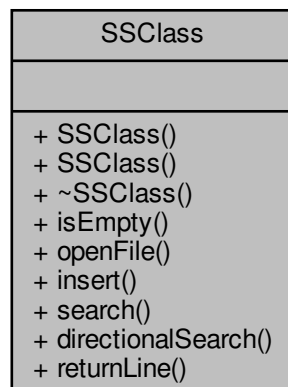 SSClass
+ SSClass()
+ SSClass()
+ ~SSClass()
+ isEmpty()
+ openFile()
+ insert()
+ search()
+ directionalSearch()
+ returnLine()